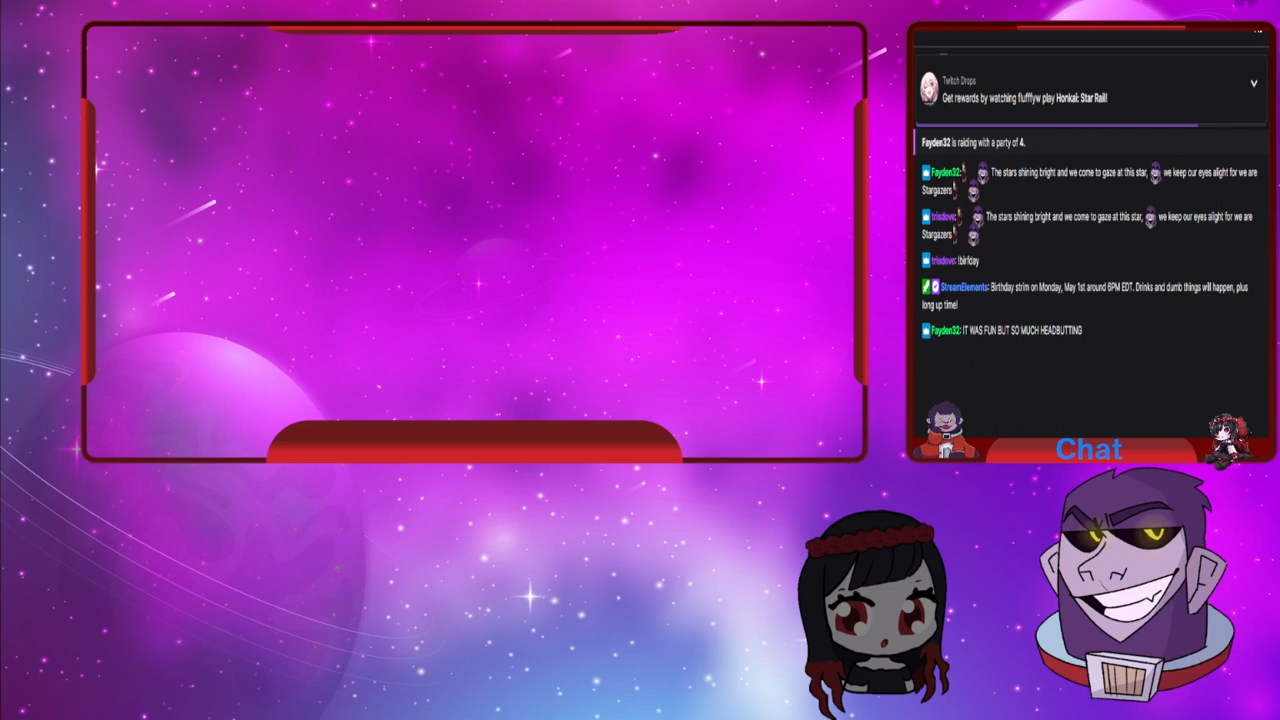 Twitch Drops
Get rewards by watching flufffyw play Honkai: Star Rail!
Fayden32 is raiding with a party of 4.
Fayden32: The stars shining bright and we come to gaze at this star, we keep our eyes alight for we are
Stargazers
trisdove: The stars shining bright and we come to gaze at this star, we keep our eyes alight for we are
Stargazers
trisdove: !birfday
StreamElements: Birthday strim on Monday, May 1st around 6PM EDT. Drinks and dumb things will happen, plus
long up time!
Fayden32: IT WAS FUN BUT SO MUCH HEADBUTTING
Chat